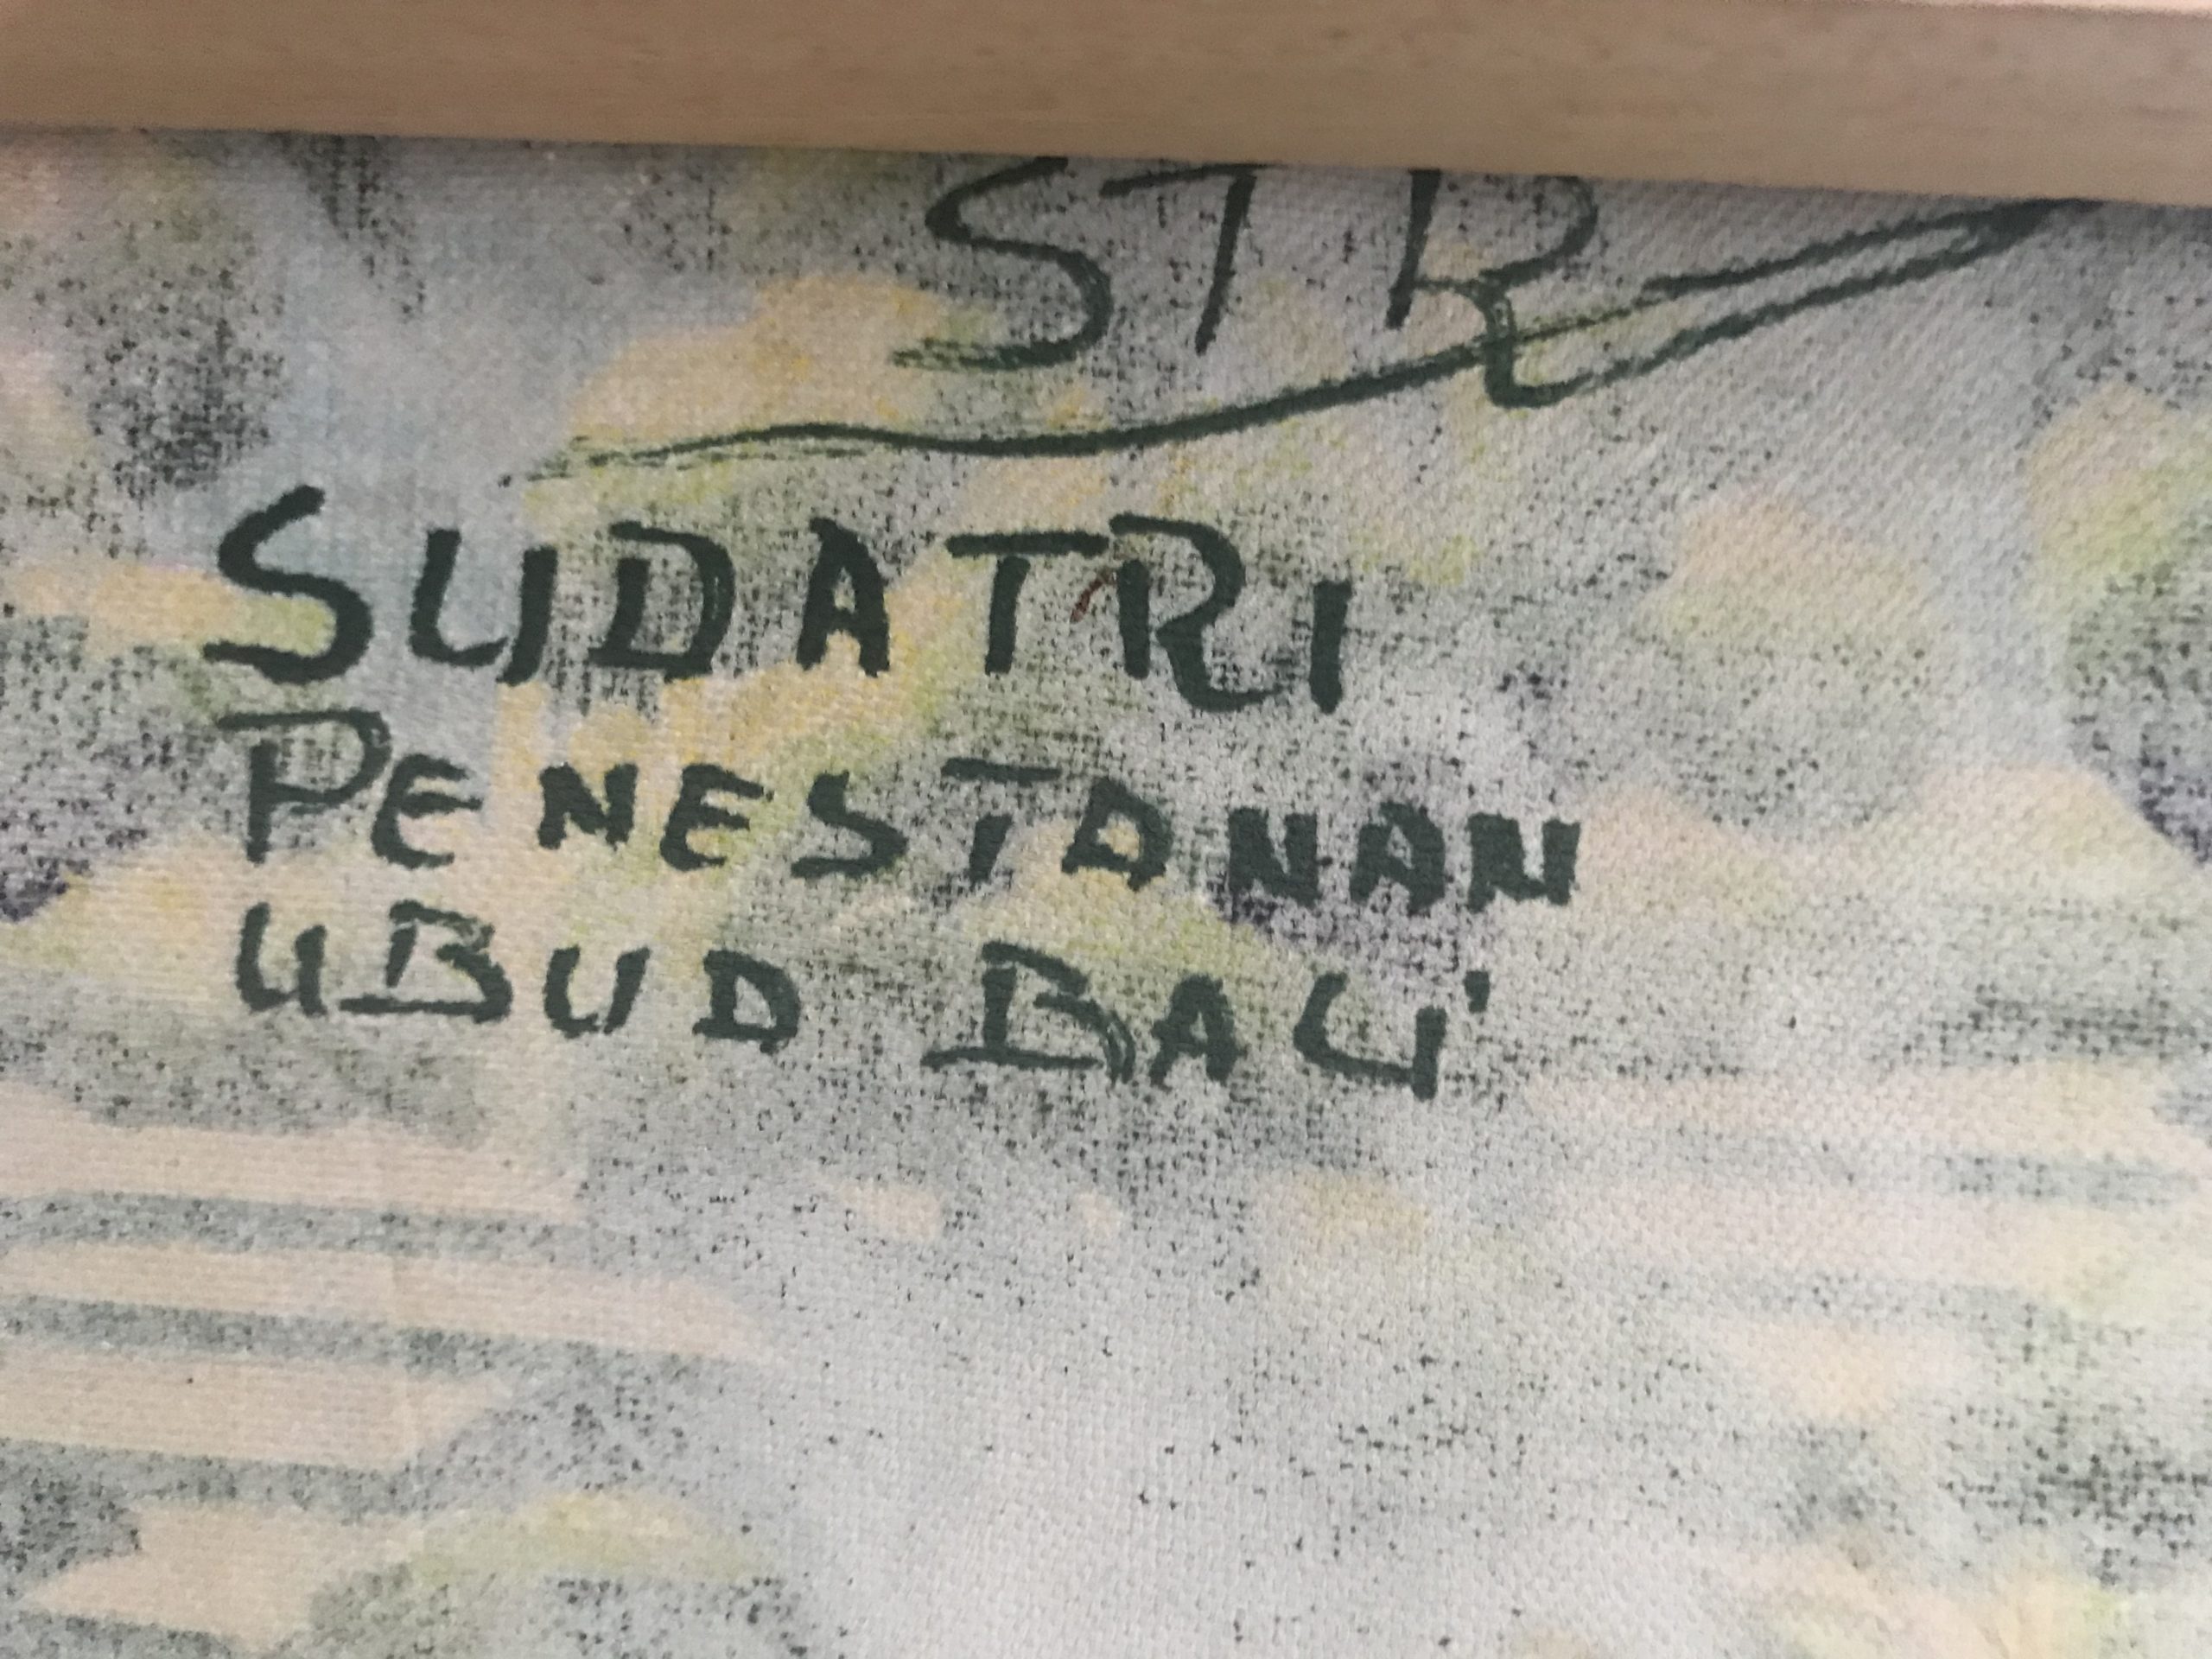 STR
SUDATRI
PENESTANAN
UBUD BALI